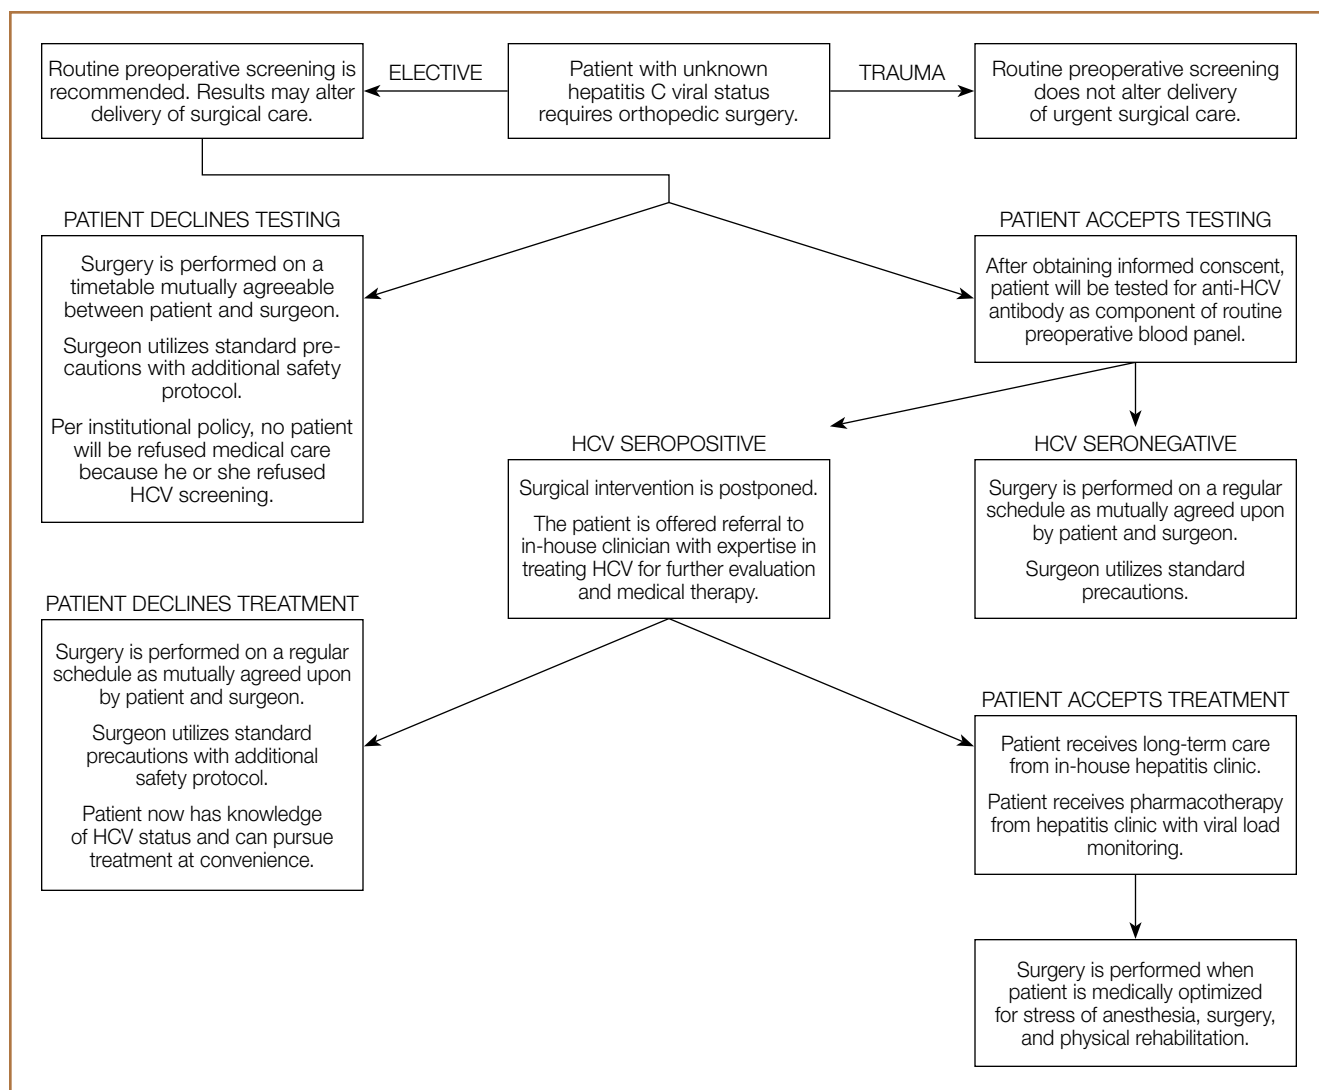 Routine preoperative screening is
recommended. Results may alter
delivery of surgical care.
ELECTIVE
Patient with unknown
hepatitis C viral status
requires orthopedic surgery.
TRAUMA
Routine preoperative screening
does not alter delivery
of urgent surgical care.
PATIENT DECLINES TESTING
Surgery is performed on a
timetable mutually agreeable
between patient and surgeon.
Surgeon utilizes standard pre-
cautions with additional safety
protocol.
Per institutional policy, no patient
will be refused medical care
because he or she refused
HCV screening.
PATIENT ACCEPTS TESTING
After obtaining informed conscent,
patient will be tested for anti-HCV
antibody as component of routine
preoperative blood panel.
HCV SEROPOSITIVE
Surgical intervention is postponed.
The patient is offered referral to
in-house clinician with expertise in
treating HCV for further evaluation
and medical therapy.
HCV SERONEGATIVE
Surgery is performed on a regular
schedule as mutually agreed upon
by patient and surgeon.
Surgeon utilizes standard
precautions.
PATIENT DECLINES TREATMENT
Surgery is performed on a regular
schedule as mutually agreed upon
by patient and surgeon.
Surgeon utilizes standard
precautions with additional
safety protocol.
Patient now has knowledge
of HCV status and can pursue
treatment at convenience.
PATIENT ACCEPTS TREATMENT
Patient receives long-term care
from in-house hepatitis clinic.
Patient receives pharmacotherapy
from hepatitis clinic with viral load
monitoring.
Surgery is performed when
patient is medically optimized
for stress of anesthesia, surgery,
and physical rehabilitation.